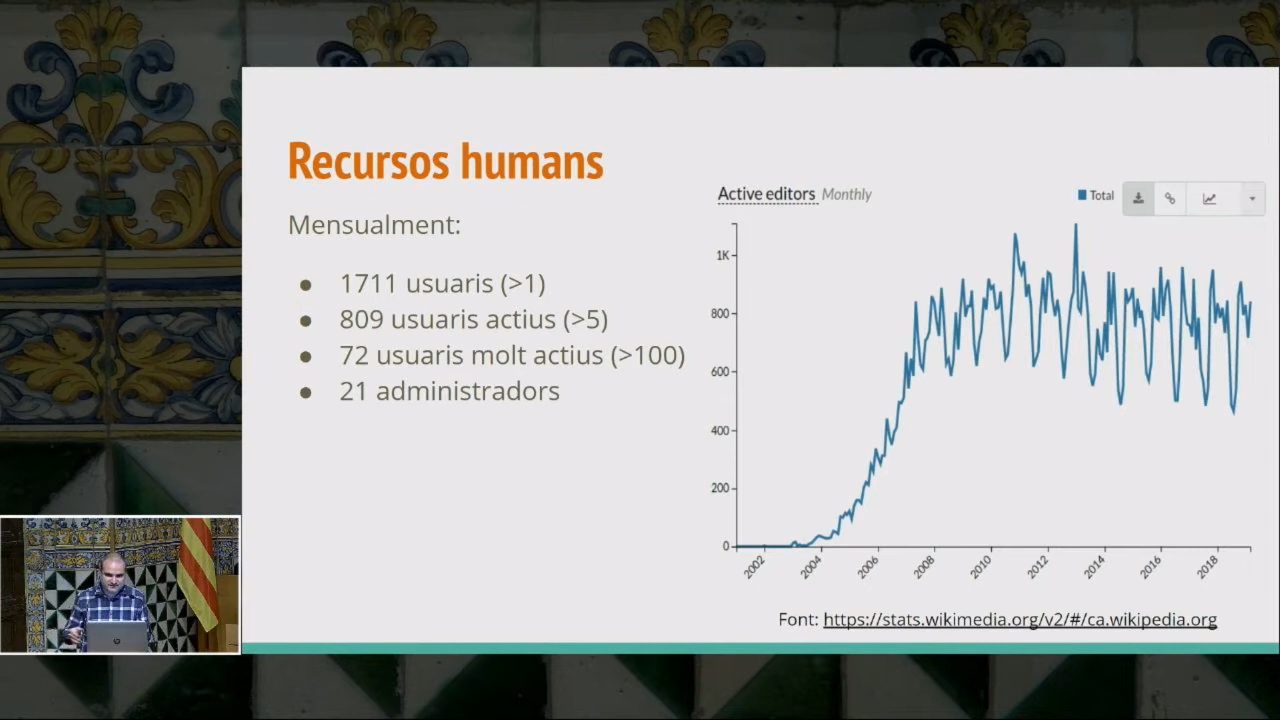 Recursos humans
Mensualment:
● 1711 usuaris (>1)
● 809 usuaris actius (>5)
● 72 usuaris molt actius (>100)
● 21 administradors
Active editors Monthly
Total
1K
800
600
400
200
0
2002
2004
2006
2008
2010
2012
2014
2016
2018
Font: https://stats.wikimedia.org/v2/#/ca.wikipedia.org